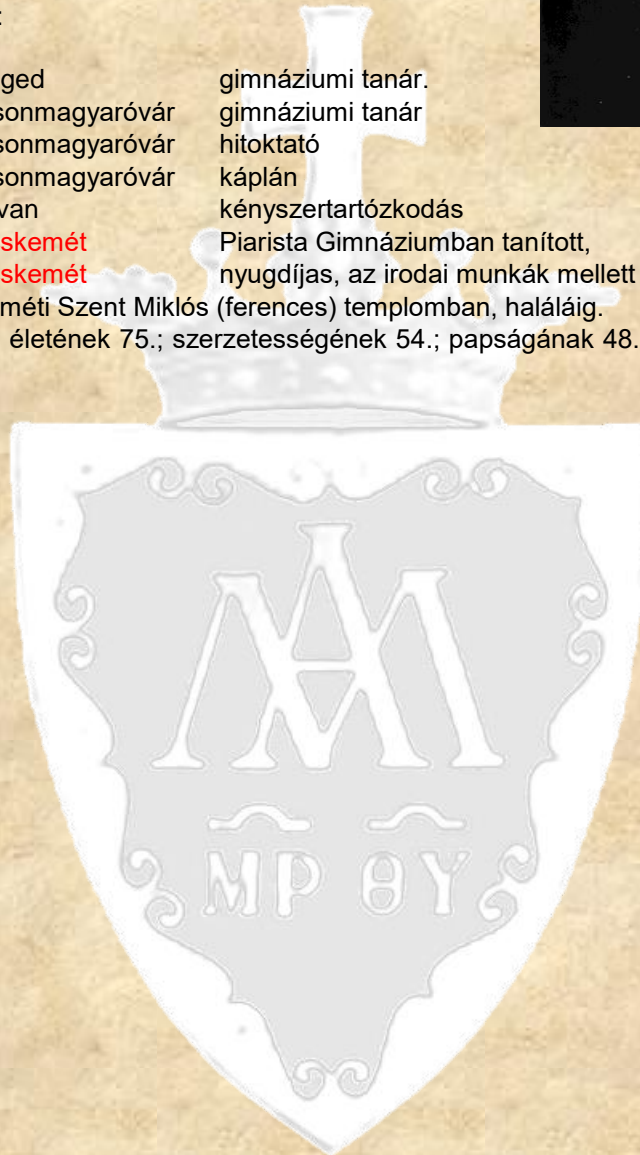 :
ged gimnáziumi tanár.
sonmagyaróvár gimnáziumi tanár
sonmagyaróvár hitoktató
sonmagyaróvár káplán
van kényszertartózkodás
skemét Piarista Gimnáziumban tanított,
skemét nyugdíjas, az irodai munkák mellett
méti Szent Miklós (ferences) templomban, haláláig.
életének 75.; szerzetességének 54.; papságának 48.
MP ΘY